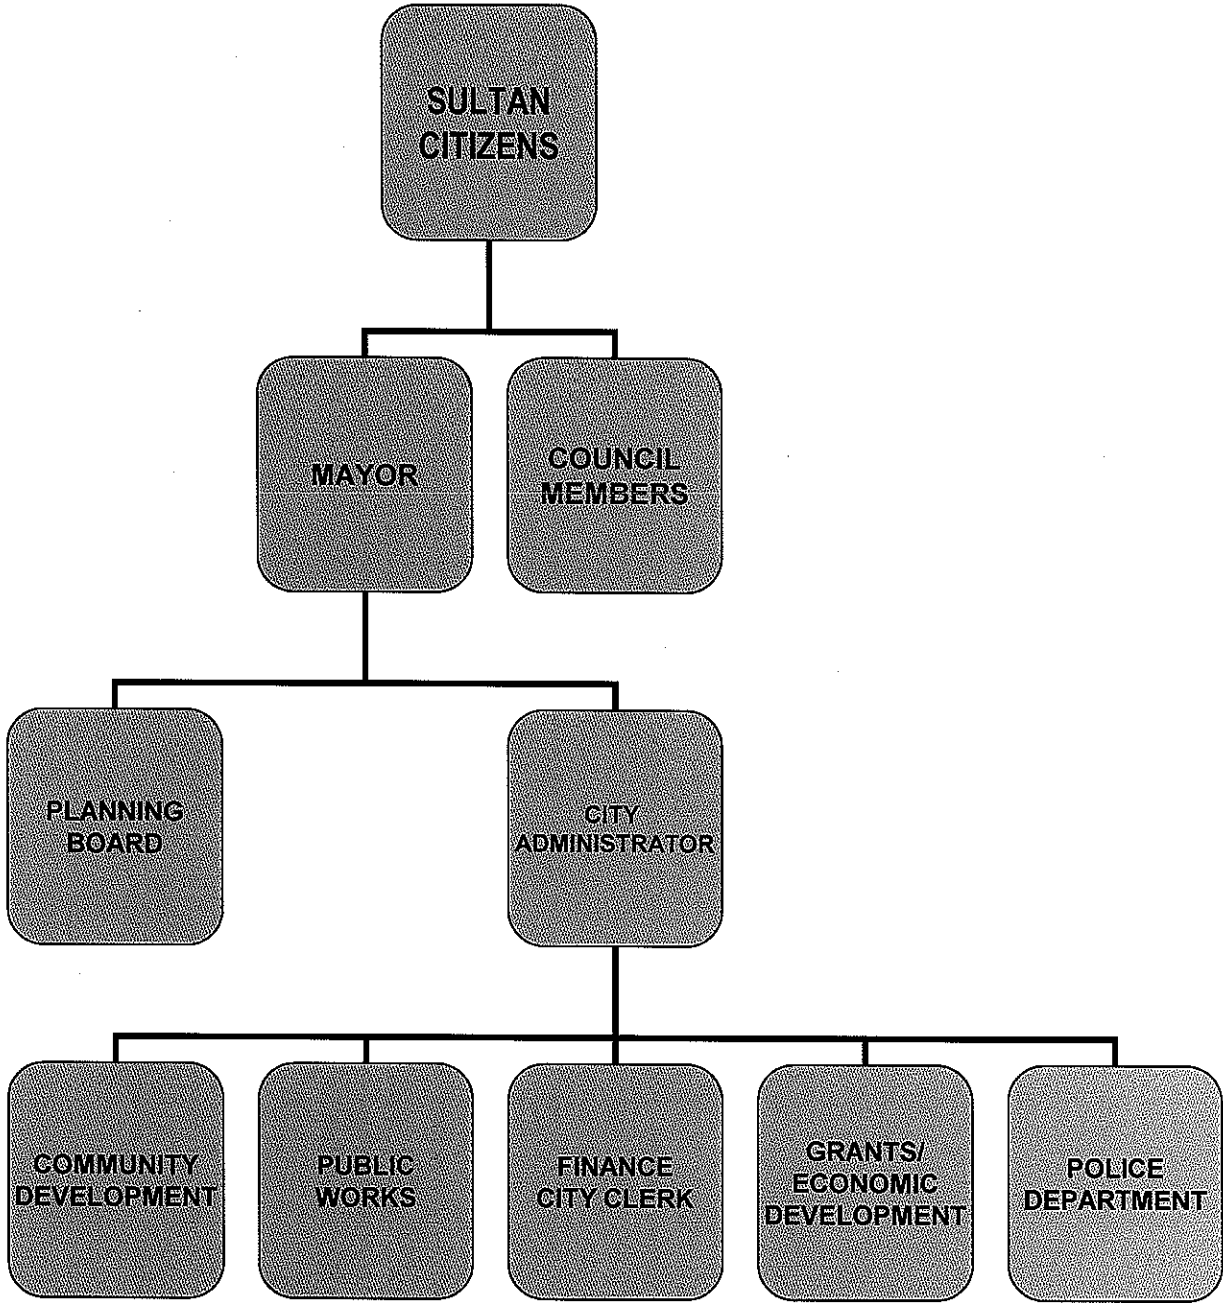 SULTAN
CITIZENS
MAYOR
COUNCIL
MEMBERS
PLANNING
BOARD
CITY
ADMINISTRATOR
COMMUNITY
DEVELOPMENT
PUBLIC
WORKS
FINANCE
CITY CLERK
GRANTS/
ECONOMIC
DEVELOPMENT
POLICE
DEPARTMENT